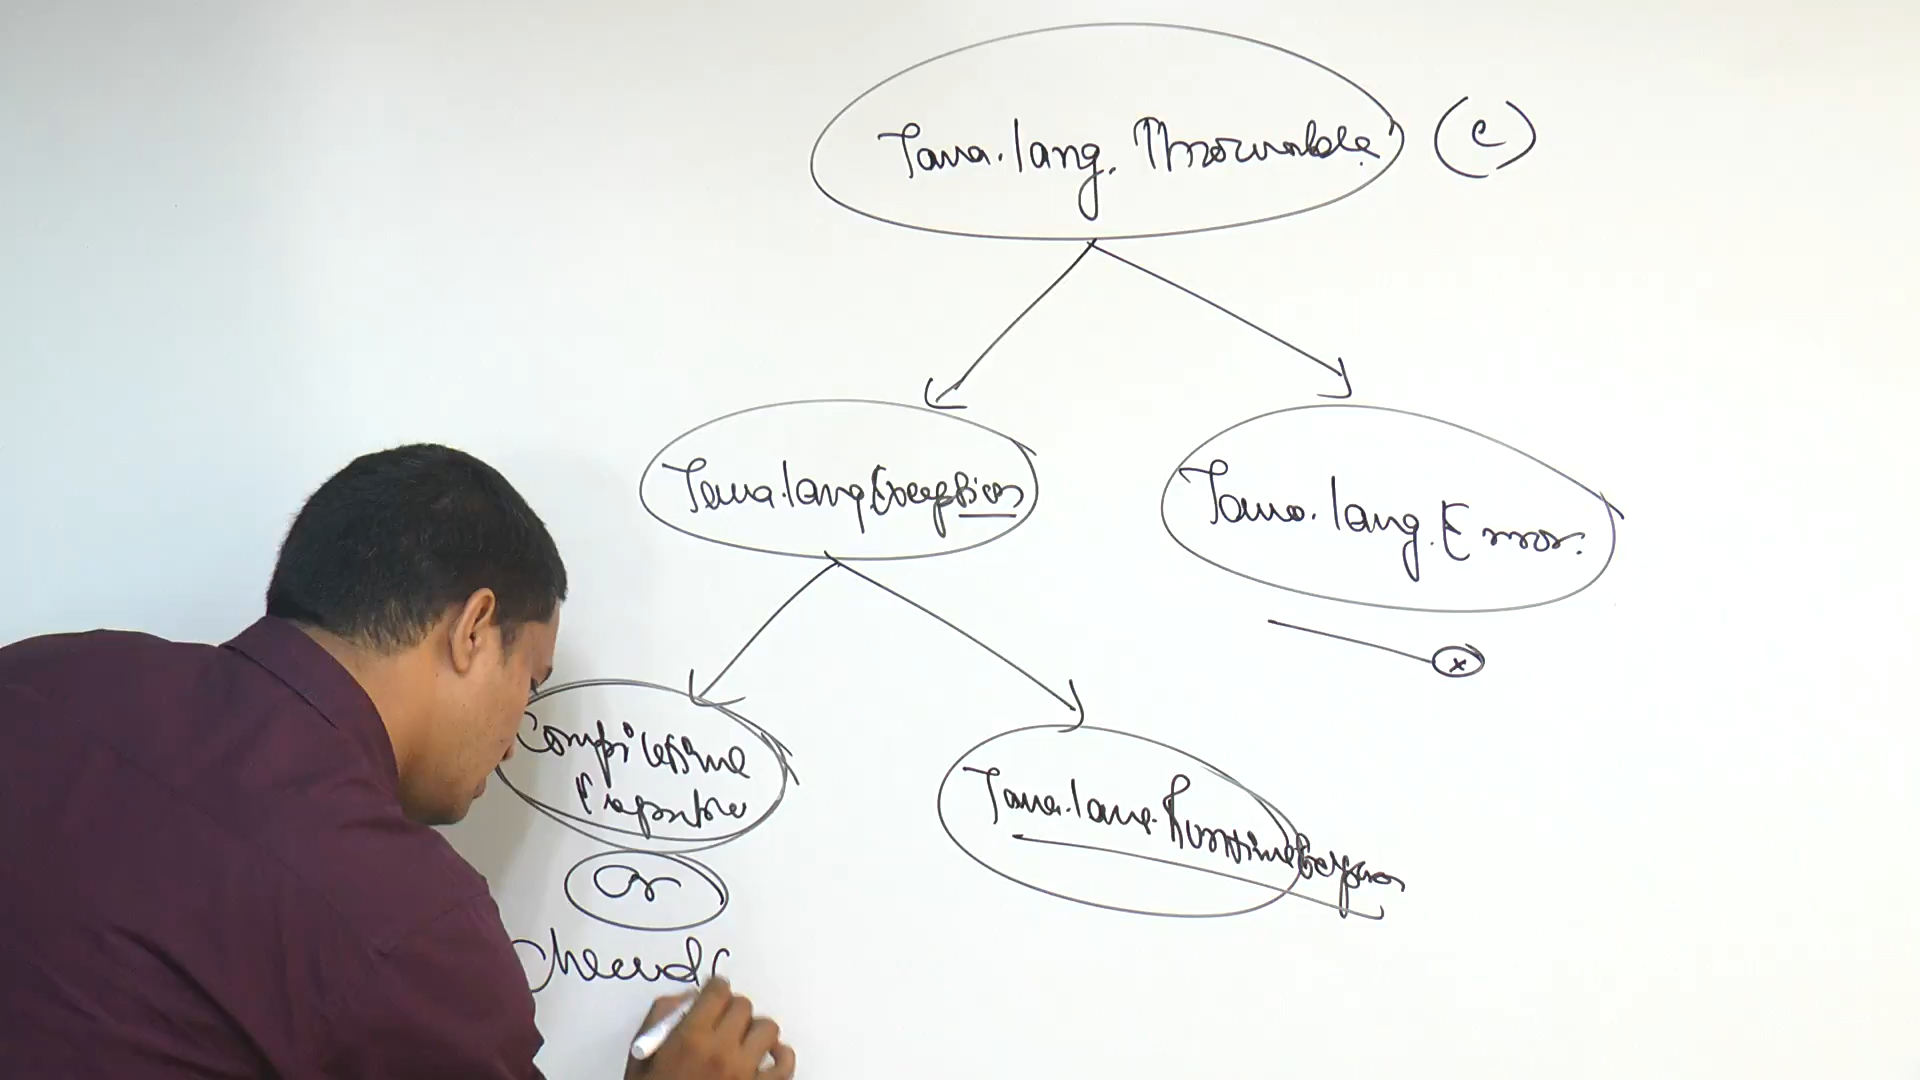 Java.lang. Throwable (c)
Java.lang.Exception
Java.lang.Error.
x
Compiletime
Exception
Java.lang.RuntimeException
or
Checked